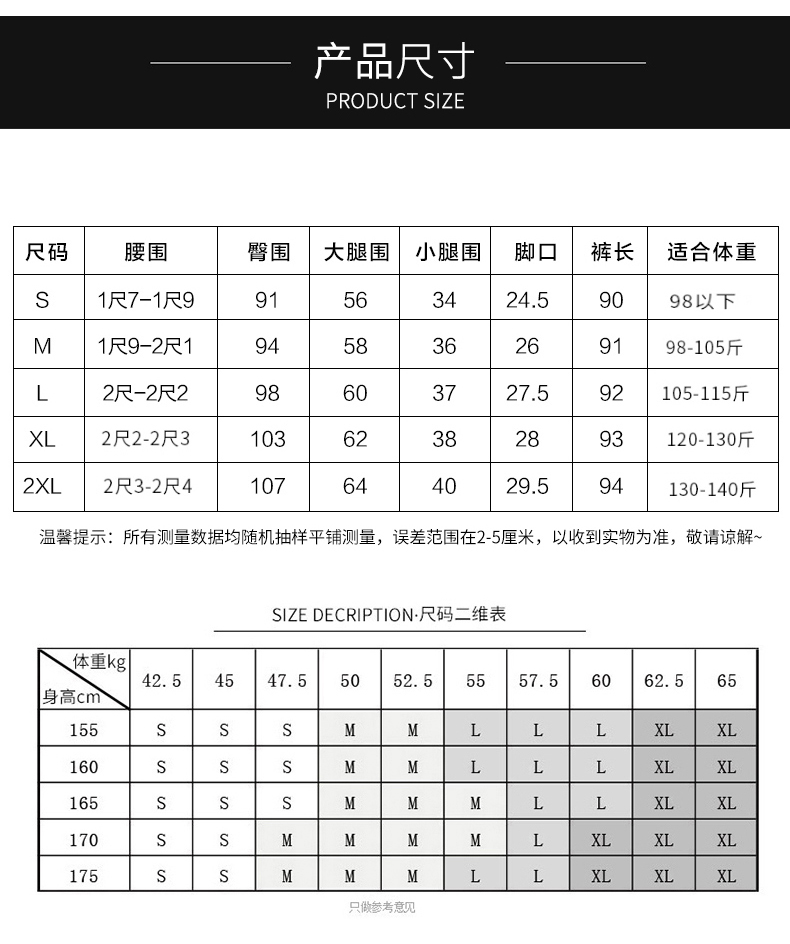 产品尺寸
PRODUCT SIZE
尺码 腰围 臀围 大腿围 小腿围 脚口 裤长 适合体重
S 1尺7-1尺9 91 56 34 24.5 90 98以下
M 1尺9-2尺1 94 58 36 26 91 98-105斤
L 2尺-2尺2 98 60 37 27.5 92 105-115斤
XL 2尺2-2尺3 103 62 38 28 93 120-130斤
2XL 2尺3-2尺4 107 64 40 29.5 94 130-140斤
温馨提示：所有测量数据均随机抽样平铺测量，误差范围在2-5厘米，以收到实物为准，敬请谅解~
SIZE DECRIPTION·尺码二维表
体重kg 42.5 45 47.5 50 52.5 55 57.5 60 62.5 65
身高cm
155 S S S M M L L L XL XL
160 S S S M M L L L XL XL
165 S S S M M M L L XL XL
170 S S M M M M L XL XL XL
175 S S M M M L L XL XL XL
只做参考意见